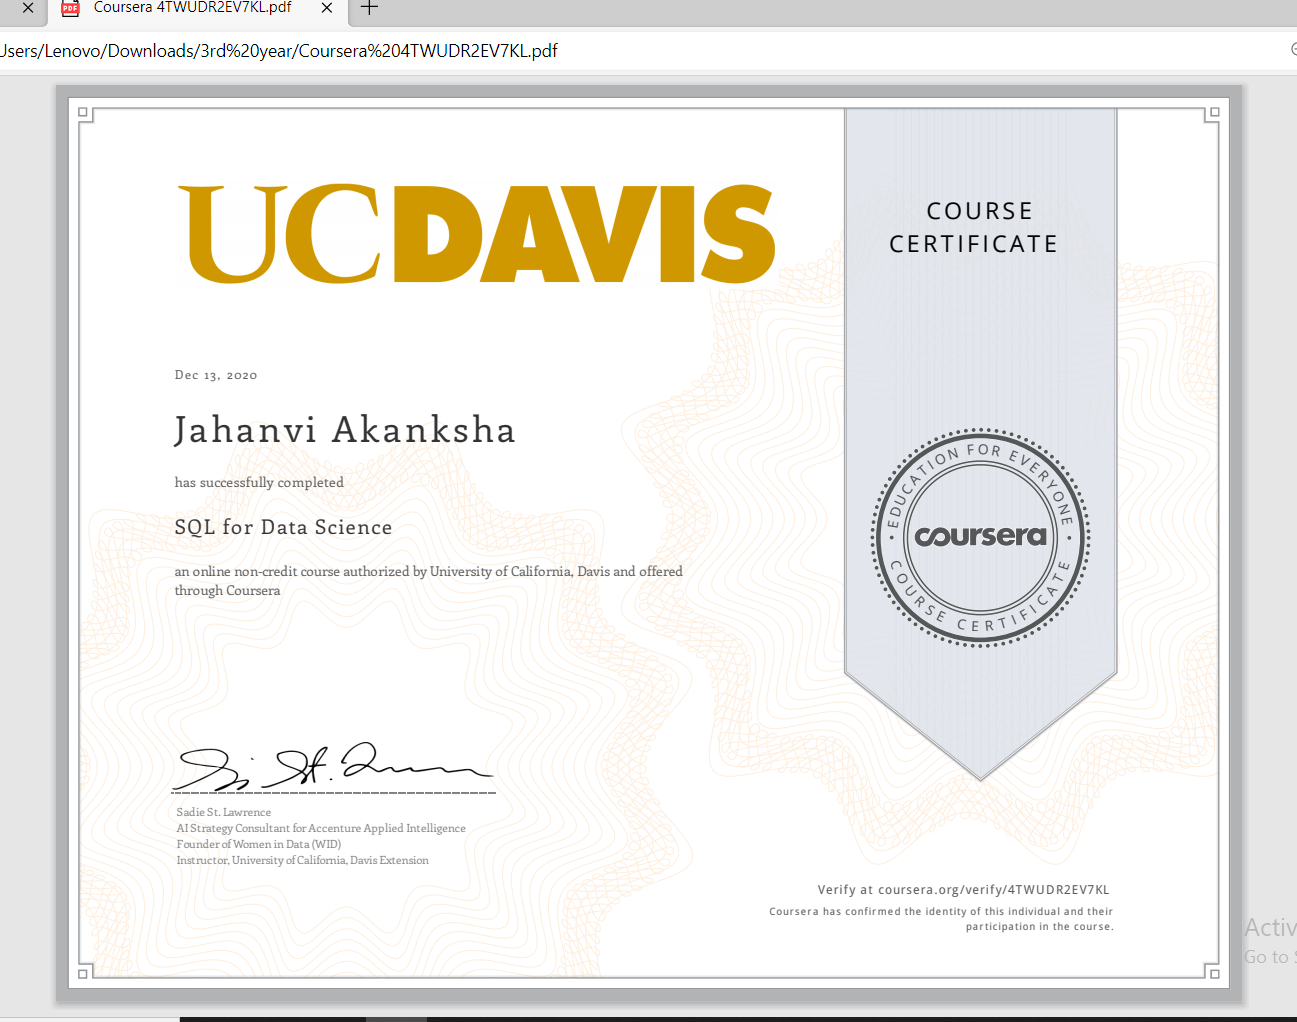 Coursera 4TWUDR2EV7KL.pdf
Users/Lenovo/Downloads/3rd%20year/Coursera%204TWUDR2EV7KL.pdf
UCDAVIS
COURSE
CERTIFICATE
Dec 13, 2020
Jahanvi Akanksha
has successfully completed
SQL for Data Science
an online non-credit course authorized by University of California, Davis and offered
through Coursera
EDUCATION FOR EVERYONE
coursera
COURSE CERTIFICATE
Sadie St. Lawrence
AI Strategy Consultant for Accenture Applied Intelligence
Founder of Women in Data (WID)
Instructor, University of California, Davis Extension
Verify at coursera.org/verify/4TWUDR2EV7KL
Coursera has confirmed the identity of this individual and their
participation in the course.
Activ
Go to S